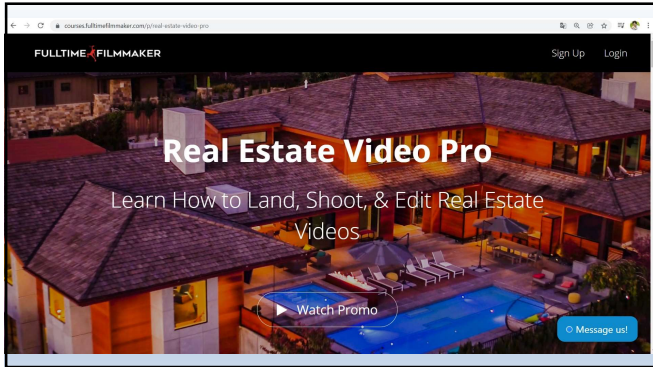 courses.fulltimefilmmaker.com/p/real-estate-video-pro
FULLTIME FILMMAKER
Sign Up Login
Real Estate Video Pro
Learn How to Land, Shoot, & Edit Real Estate
Videos
Watch Promo
Message us!